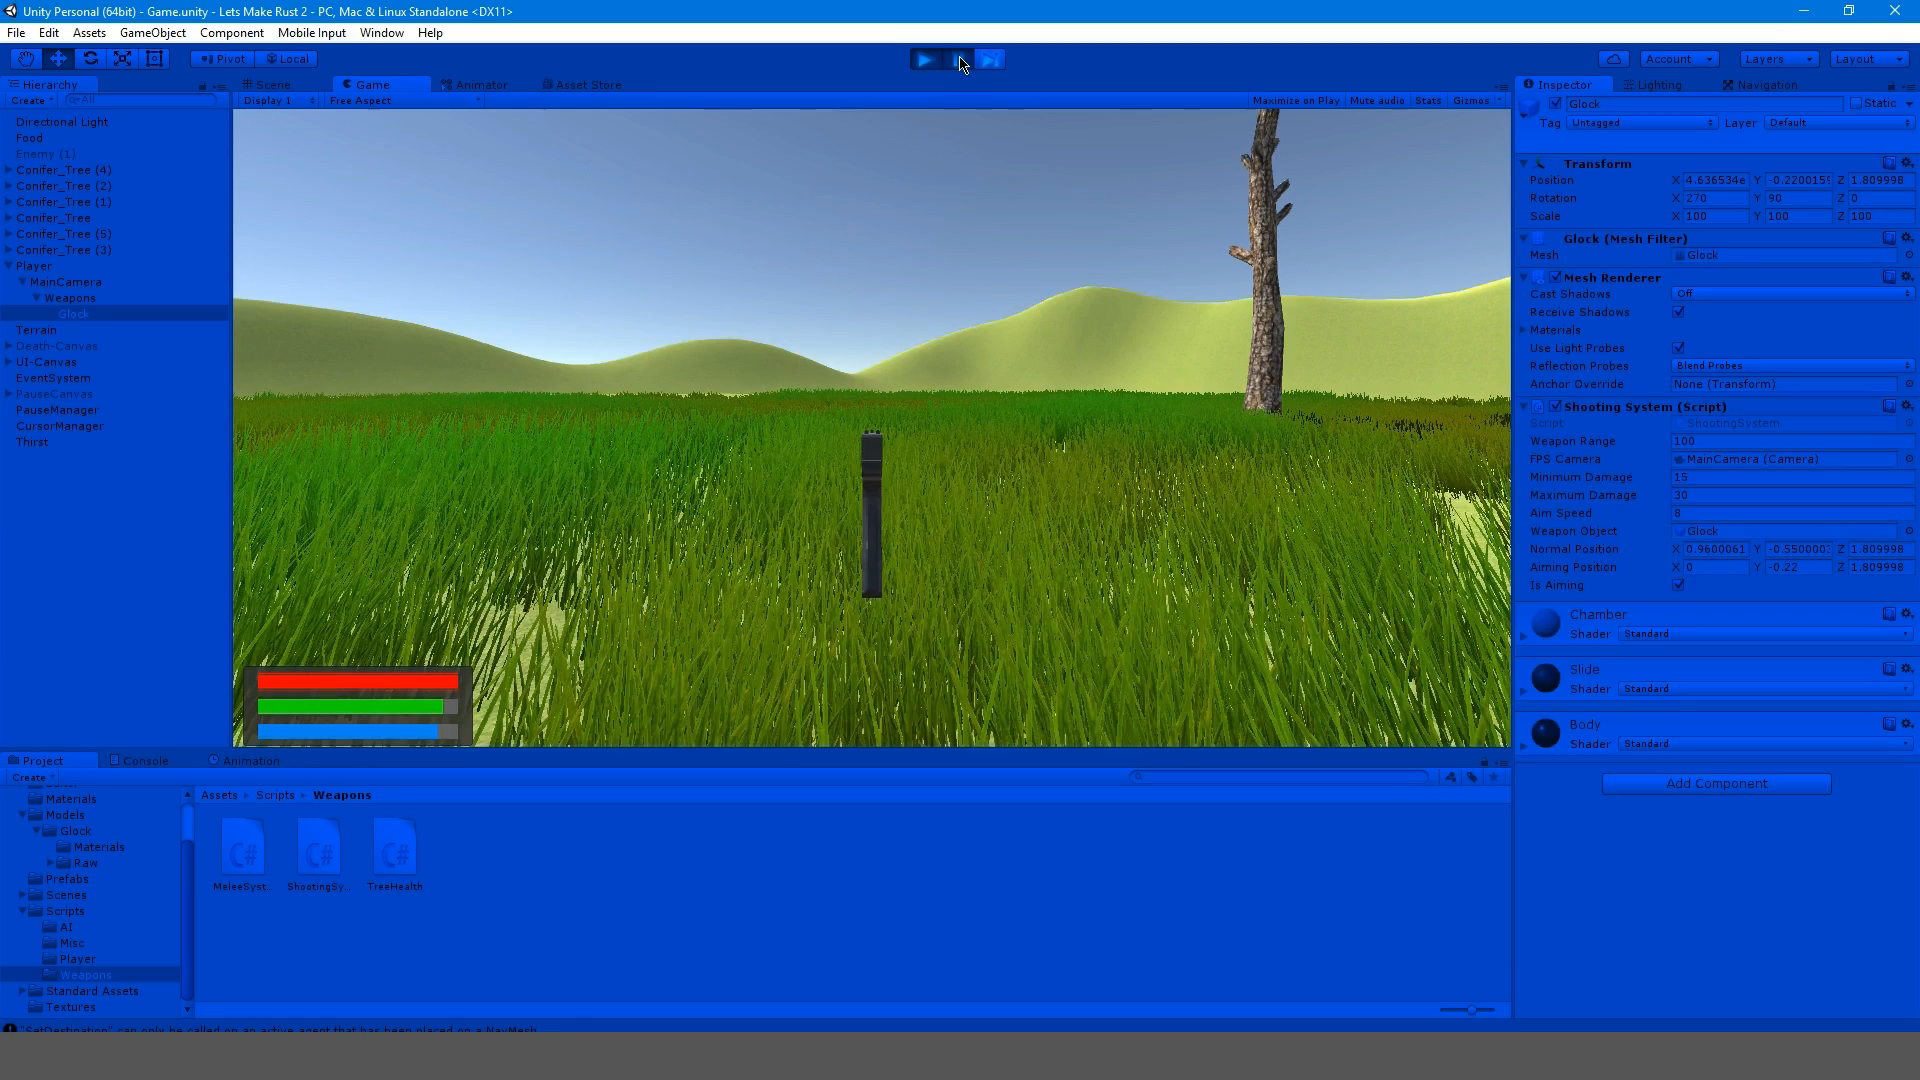 Unity Personal (64bit) - Game.unity - Lets Make Rust 2 - PC, Mac & Linux Standalone <DX11>
File Edit Assets GameObject Component Mobile Input Window Help
Pivot Local Account Layers Layout
Hierarchy
Create All
Directional Light
Food
Enemy (1)
Conifer_Tree (4)
Conifer_Tree (2)
Conifer_Tree (1)
Conifer_Tree
Conifer_Tree (5)
Conifer_Tree (3)
Player
MainCamera
Weapons
Glock
Terrain
Death-Canvas
UI-Canvas
EventSystem
PauseCanvas
PauseManager
CursorManager
Thirst
Scene Game Animator Asset Store
Display 1 Free Aspect Maximize on Play Mute audio Stats Gizmos
Inspector Lighting Navigation
Glock Static
Tag Untagged Layer Default
Transform
Position X 4.636534e Y -0.2200159 Z 1.809998
Rotation X 270 Y 90 Z 0
Scale X 100 Y 100 Z 100
Glock (Mesh Filter)
Mesh Glock
Mesh Renderer
Cast Shadows Off
Receive Shadows
Materials
Use Light Probes
Reflection Probes Blend Probes
Anchor Override None (Transform)
Shooting System (Script)
Script ShootingSystem
Weapon Range 100
FPS Camera MainCamera (Camera)
Minimum Damage 15
Maximum Damage 30
Aim Speed 8
Weapon Object Glock
Normal Position X 0.9600061 Y -0.5500003 Z 1.809998
Aiming Position X 0 Y -0.22 Z 1.809998
Is Aiming
Chamber
Shader Standard
Slide
Shader Standard
Body
Shader Standard
Add Component
Project Console Animation
Create
Materials
Models
Glock
Materials
Raw
Prefabs
Scenes
Scripts
AI
Misc
Player
Weapons
Standard Assets
Textures
Assets Scripts Weapons
C# C# C#
MeleeSyst... ShootingSy... TreeHealth
"SetDestination" can only be called on an active agent that has been placed on a NavMesh.